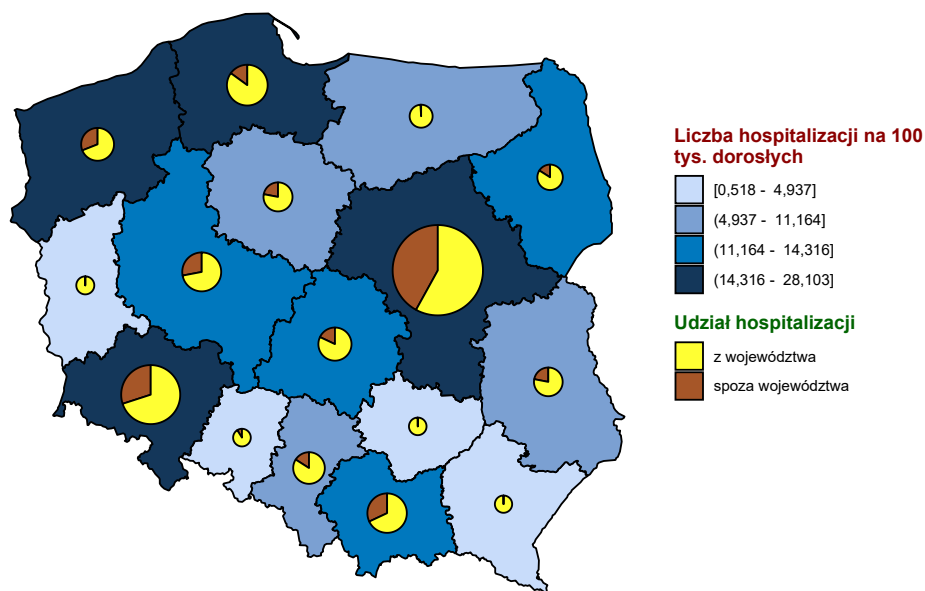 Liczba hospitalizacji na 100
tys. dorosłych
[0,518 - 4,937]
(4,937 - 11,164]
(11,164 - 14,316]
(14,316 - 28,103]
Udział hospitalizacji
z województwa
spoza województwa